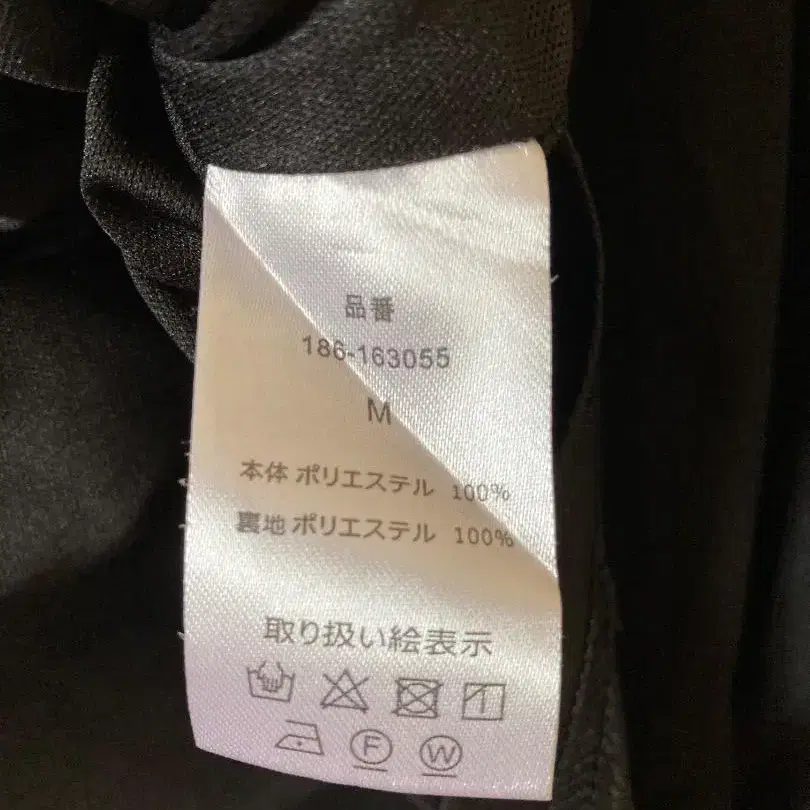 品番
186-163055
M
本体 ポリエステル 100%
裏地 ポリエステル 100%
取り扱い絵表示
F W